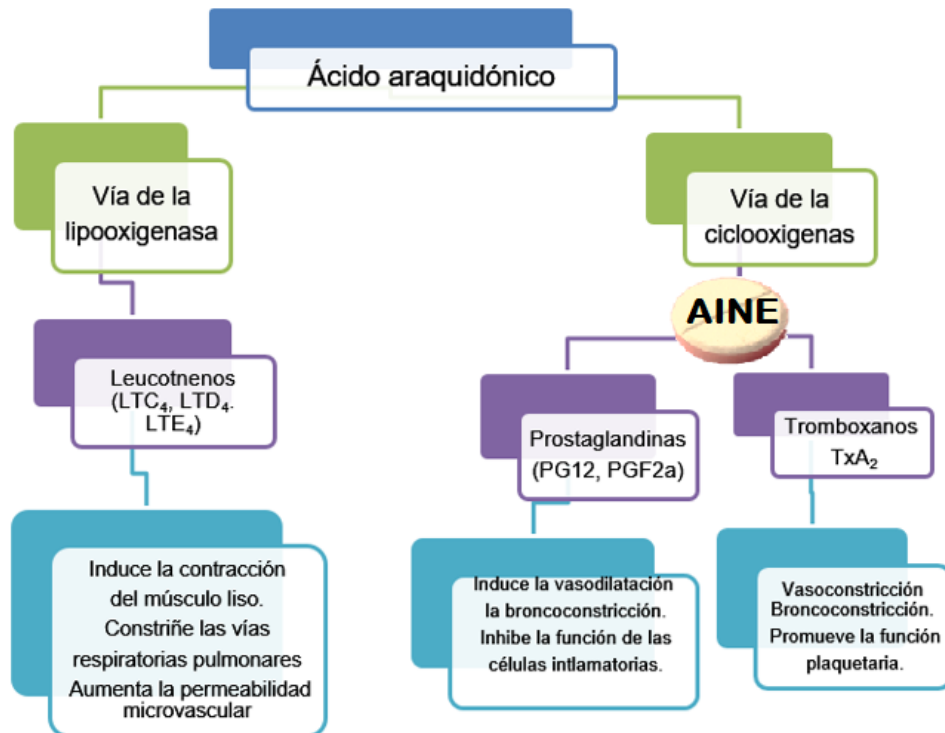 Ácido araquidónico
Vía de la
lipooxigenasa
Vía de la
ciclooxigenas
AINE
Leucotnenos
(LTC₄, LTD₄.
LTE₄)
Prostaglandinas
(PG12, PGF2a)
Tromboxanos
TxA₂
Induce la contracción
del músculo liso.
Constriñe las vías
respiratorias pulmonares
Aumenta la permeabilidad
microvascular
Induce la vasodilatación
la broncoconstricción.
Inhibe la función de las
células intlamatorias.
Vasoconstricción
Broncoconstricción.
Promueve la función
plaquetaria.